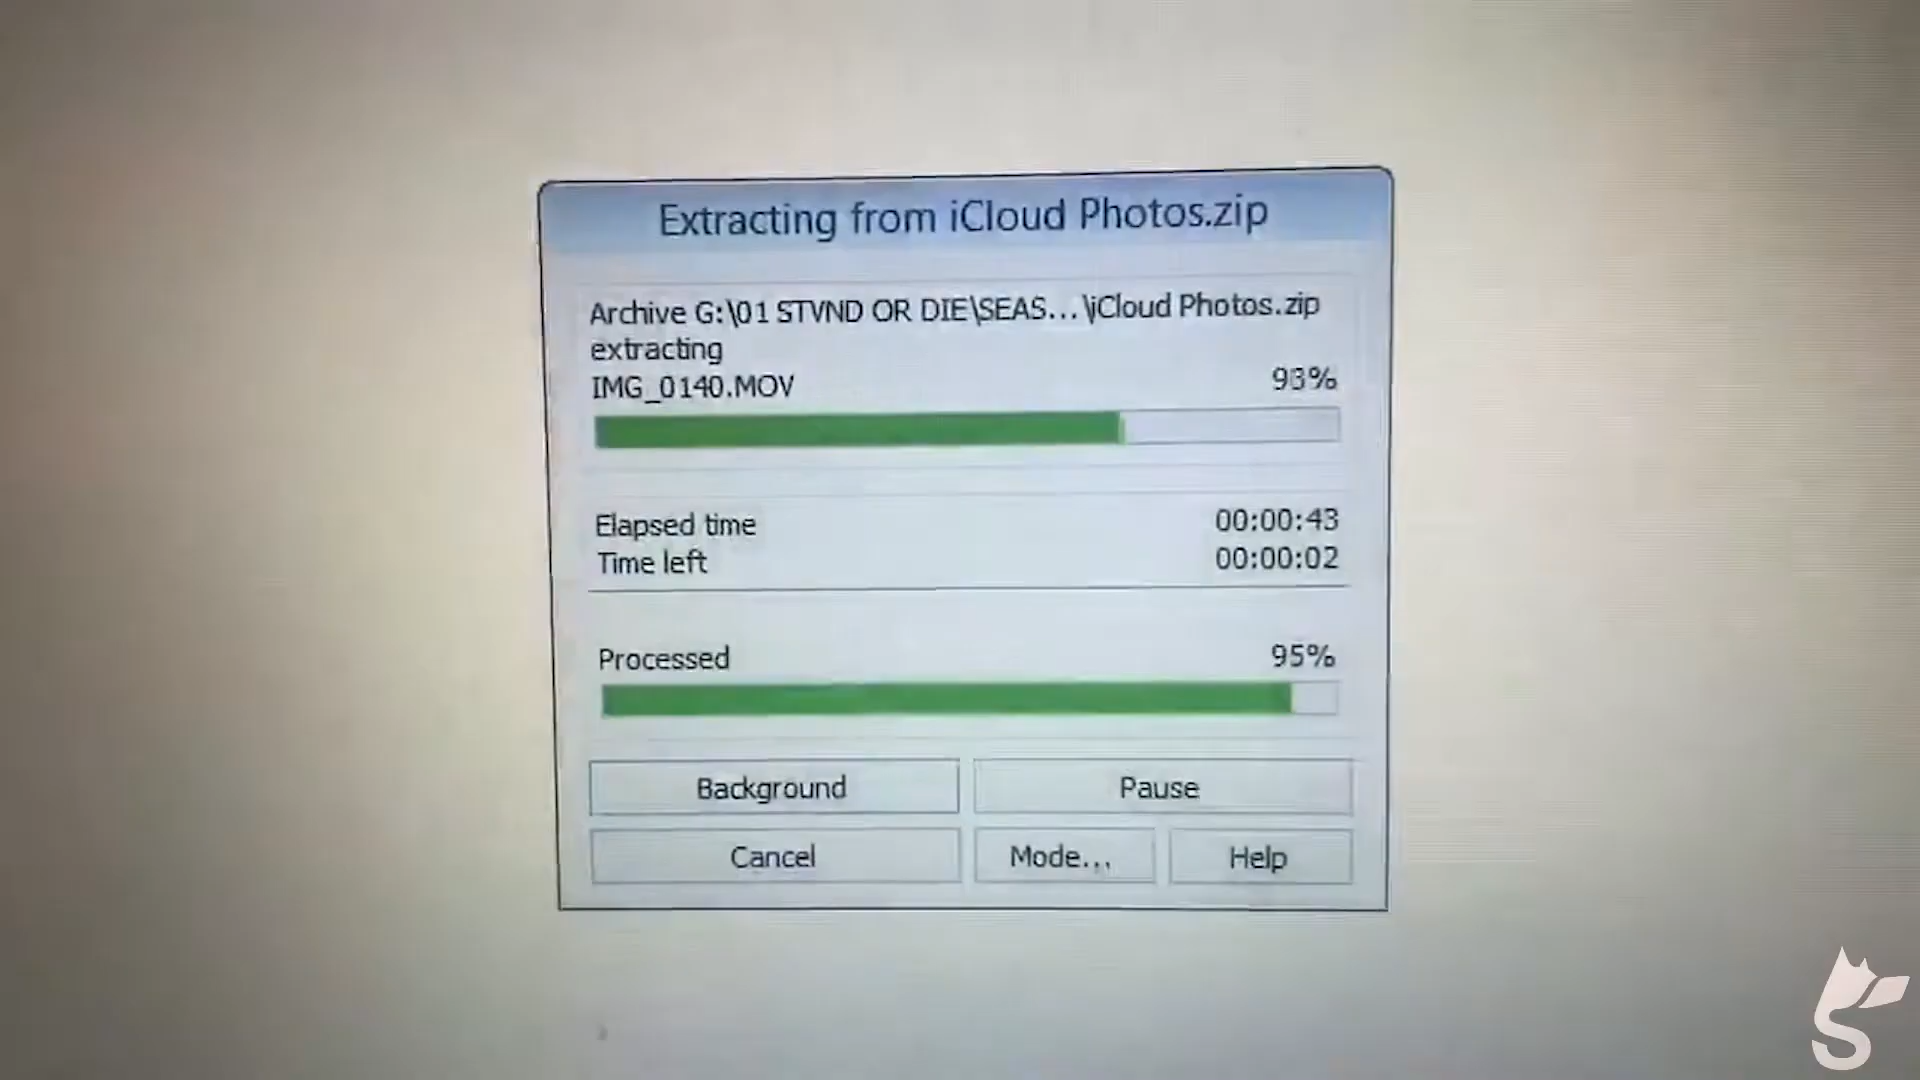 Extracting from iCloud Photos.zip
Archive G:\01 STVND OR DIE\SEAS...\iCloud Photos.zip
extracting
IMG_0140.MOV 93%
Elapsed time 00:00:43
Time left 00:00:02
Processed 95%
Background Pause
Cancel Mode... Help